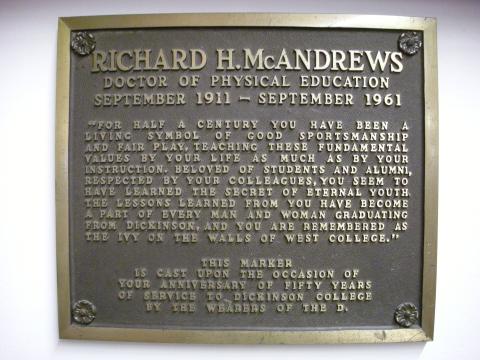 RICHARD H. McANDREWS
DOCTOR OF PHYSICAL EDUCATION
SEPTEMBER 1911 — SEPTEMBER 1961
"FOR HALF A CENTURY YOU HAVE BEEN A
LIVING SYMBOL OF GOOD SPORTSMANSHIP
AND FAIR PLAY, TEACHING THESE FUNDAMENTAL
VALUES BY YOUR LIFE AS MUCH AS BY YOUR
INSTRUCTION. BELOVED OF STUDENTS AND ALUMNI,
RESPECTED BY YOUR COLLEAGUES, YOU SEEM TO
HAVE LEARNED THE SECRET OF ETERNAL YOUTH.
THE LESSONS LEARNED FROM YOU HAVE BECOME
A PART OF EVERY MAN AND WOMAN GRADUATING
FROM DICKINSON, AND YOU ARE REMEMBERED AS
THE IVY ON THE WALLS OF WEST COLLEGE."
THIS MARKER
IS CAST UPON THE OCCASION OF
YOUR ANNIVERSARY OF FIFTY YEARS
OF SERVICE TO DICKINSON COLLEGE
BY THE WEARERS OF THE D.